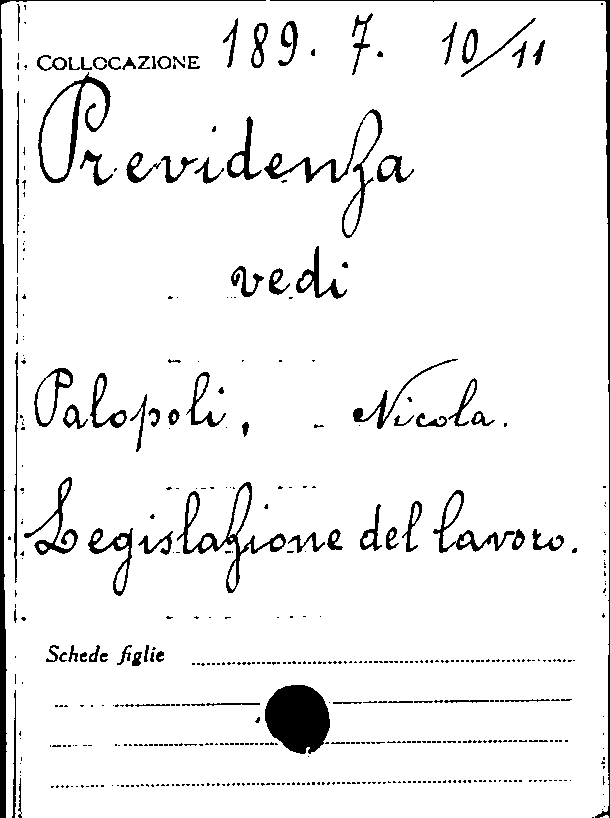 COLLOCAZIONE 189. 7. 10/11
Previdenza
vedi
Palopoli, Nicola.
Legislazione del lavoro.
Schede figlie